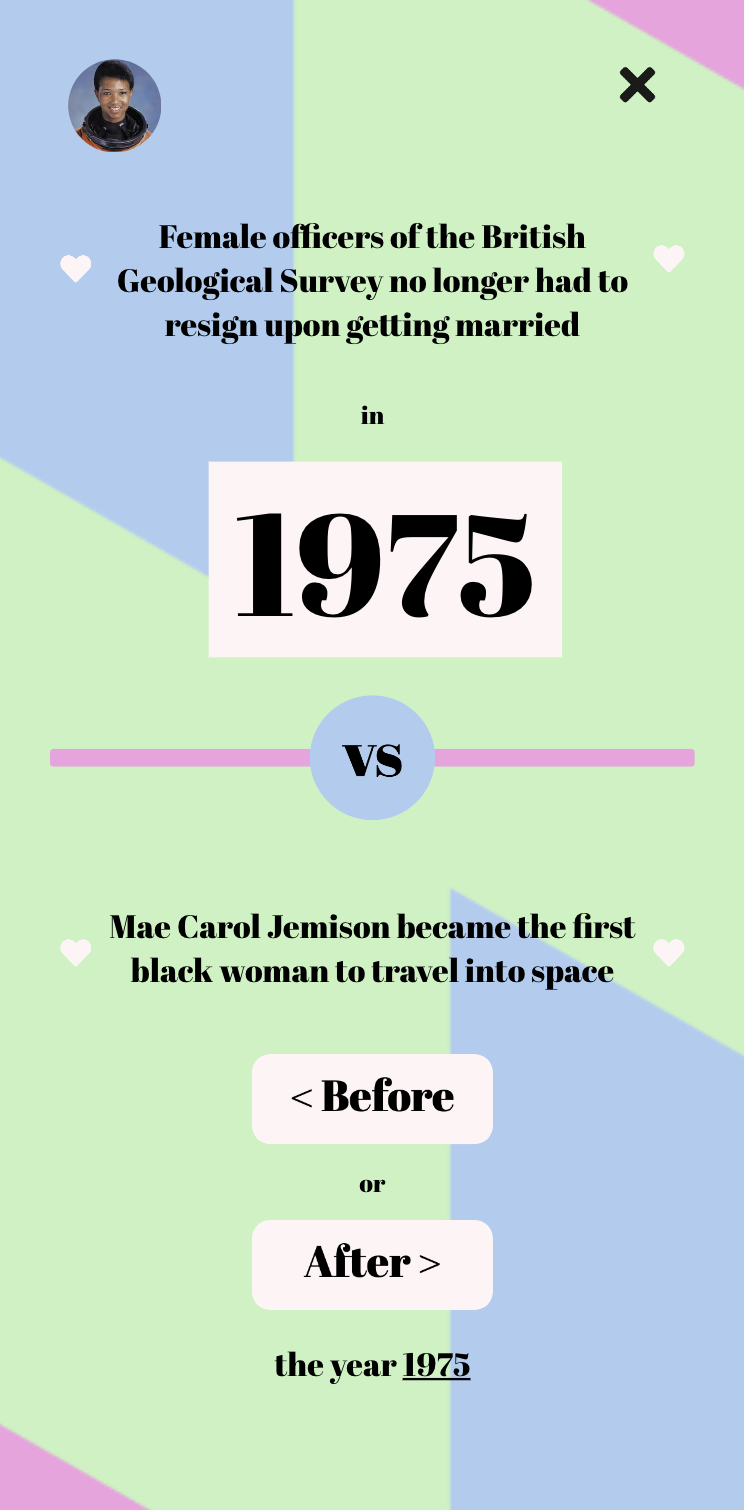 Female officers of the British
Geological Survey no longer had to
resign upon getting married
in
1975
vs
Mae Carol Jemison became the first
black woman to travel into space
< Before
or
After >
the year 1975